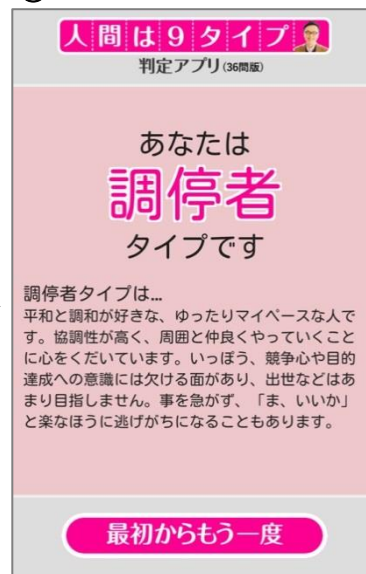 人間は9タイプ
判定アプリ(36問版)
あなたは
調停者
タイプです
調停者タイプは…
平和と調和が好きな、ゆったりマイペースな人で
す。協調性が高く、周囲と仲良くやっていくこと
に心をくだいています。いっぽう、競争心や目的
達成への意識には欠ける面があり、出世などはあ
まり目指しません。事を急がず、「ま、いいか」
と楽なほうに逃げがちになることもあります。
最初からもう一度